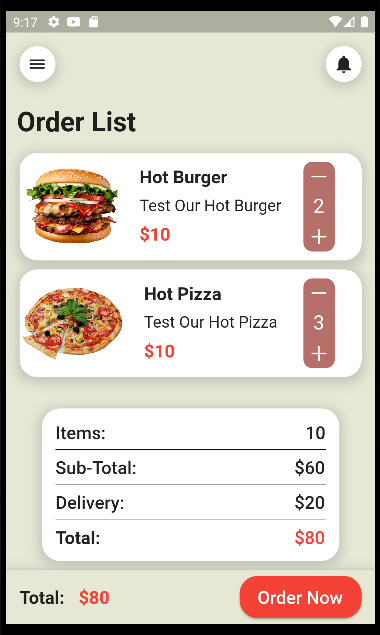 9:17
Order List
Hot Burger
Test Our Hot Burger
$10
2
Hot Pizza
Test Our Hot Pizza
$10
3
Items: 10
Sub-Total: $60
Delivery: $20
Total: $80
Total: $80 Order Now